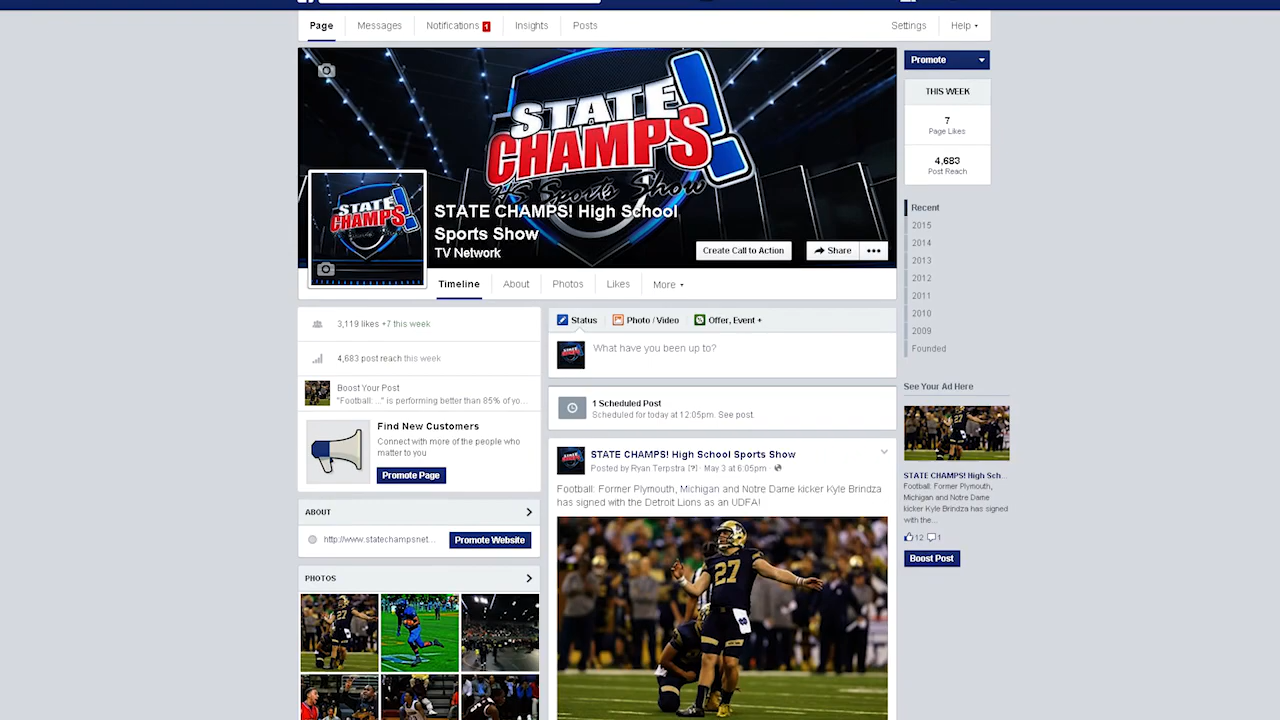 Page
Messages
Notifications 1
Insights
Posts
Settings
Help
STATE
CHAMPS!
HS Sports Show
STATE
CHAMPS!
STATE CHAMPS! High School
Sports Show
TV Network
Create Call to Action
Share
•••
Timeline
About
Photos
Likes
More
Promote
THIS WEEK
7
Page Likes
4,683
Post Reach
Recent
2015
2014
2013
2012
2011
2010
2009
Founded
3,119 likes +7 this week
4,683 post reach this week
Boost Your Post
"Football: ..." is performing better than 85% of yo...
Find New Customers
Connect with more of the people who
matter to you
Promote Page
ABOUT
http://www.statechampsnet...
Promote Website
PHOTOS
Status
Photo / Video
Offer, Event +
What have you been up to?
1 Scheduled Post
Scheduled for today at 12:05pm. See post.
STATE CHAMPS! High School Sports Show
Posted by Ryan Terpstra [?] · May 3 at 6:05pm ·
Football: Former Plymouth, Michigan and Notre Dame kicker Kyle Brindza
has signed with the Detroit Lions as an UDFA!
27
See Your Ad Here
STATE CHAMPS! High Sch...
Football: Former Plymouth,
Michigan and Notre Dame
kicker Kyle Brindza has signed
with the...
12 1
Boost Post